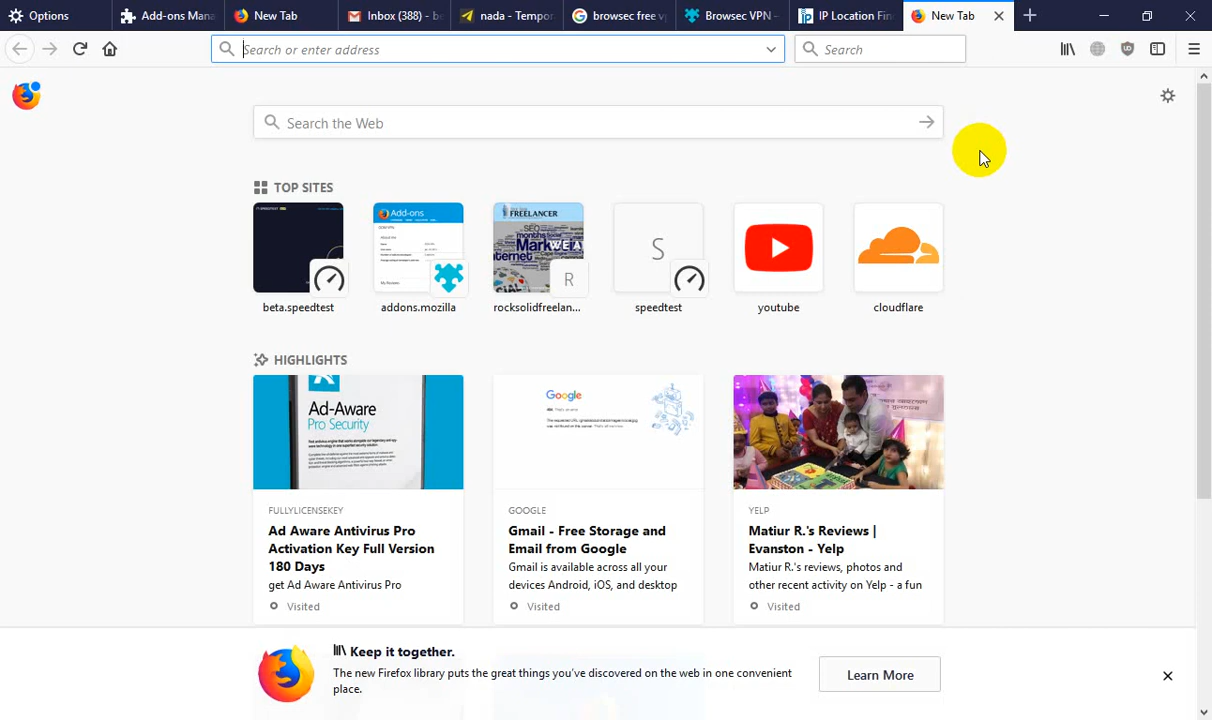 Options
Add-ons Mana
New Tab
Inbox (388) - be
nada - Tempor
browsec free v
Browsec VPN -
IP Location Fin
New Tab
Search or enter address
Search
Search the Web
TOP SITES
Add-ons
FREELANCER
S
R
beta.speedtest
addons.mozilla
rocksolidfreelan...
speedtest
youtube
cloudflare
HIGHLIGHTS
Ad-Aware
Pro Security
Google
FULLYLICENSEKEY
Ad Aware Antivirus Pro
Activation Key Full Version
180 Days
get Ad Aware Antivirus Pro
Visited
GOOGLE
Gmail - Free Storage and
Email from Google
Gmail is available across all your
devices Android, iOS, and desktop
Visited
YELP
Matiur R.'s Reviews |
Evanston - Yelp
Matiur R.'s reviews, photos and
other recent activity on Yelp - a fun
Visited
Keep it together.
The new Firefox library puts the great things you've discovered on the web in one convenient
place.
Learn More